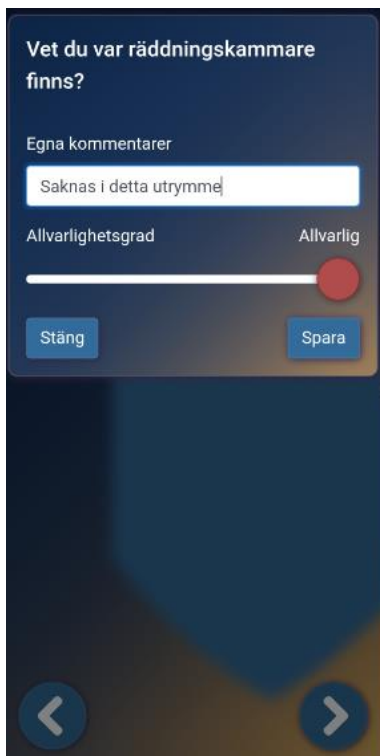 Vet du var räddningskammare
finns?
Egna kommentarer
Saknas i detta utrymme
Allvarlighetsgrad Allvarlig
Stäng Spara